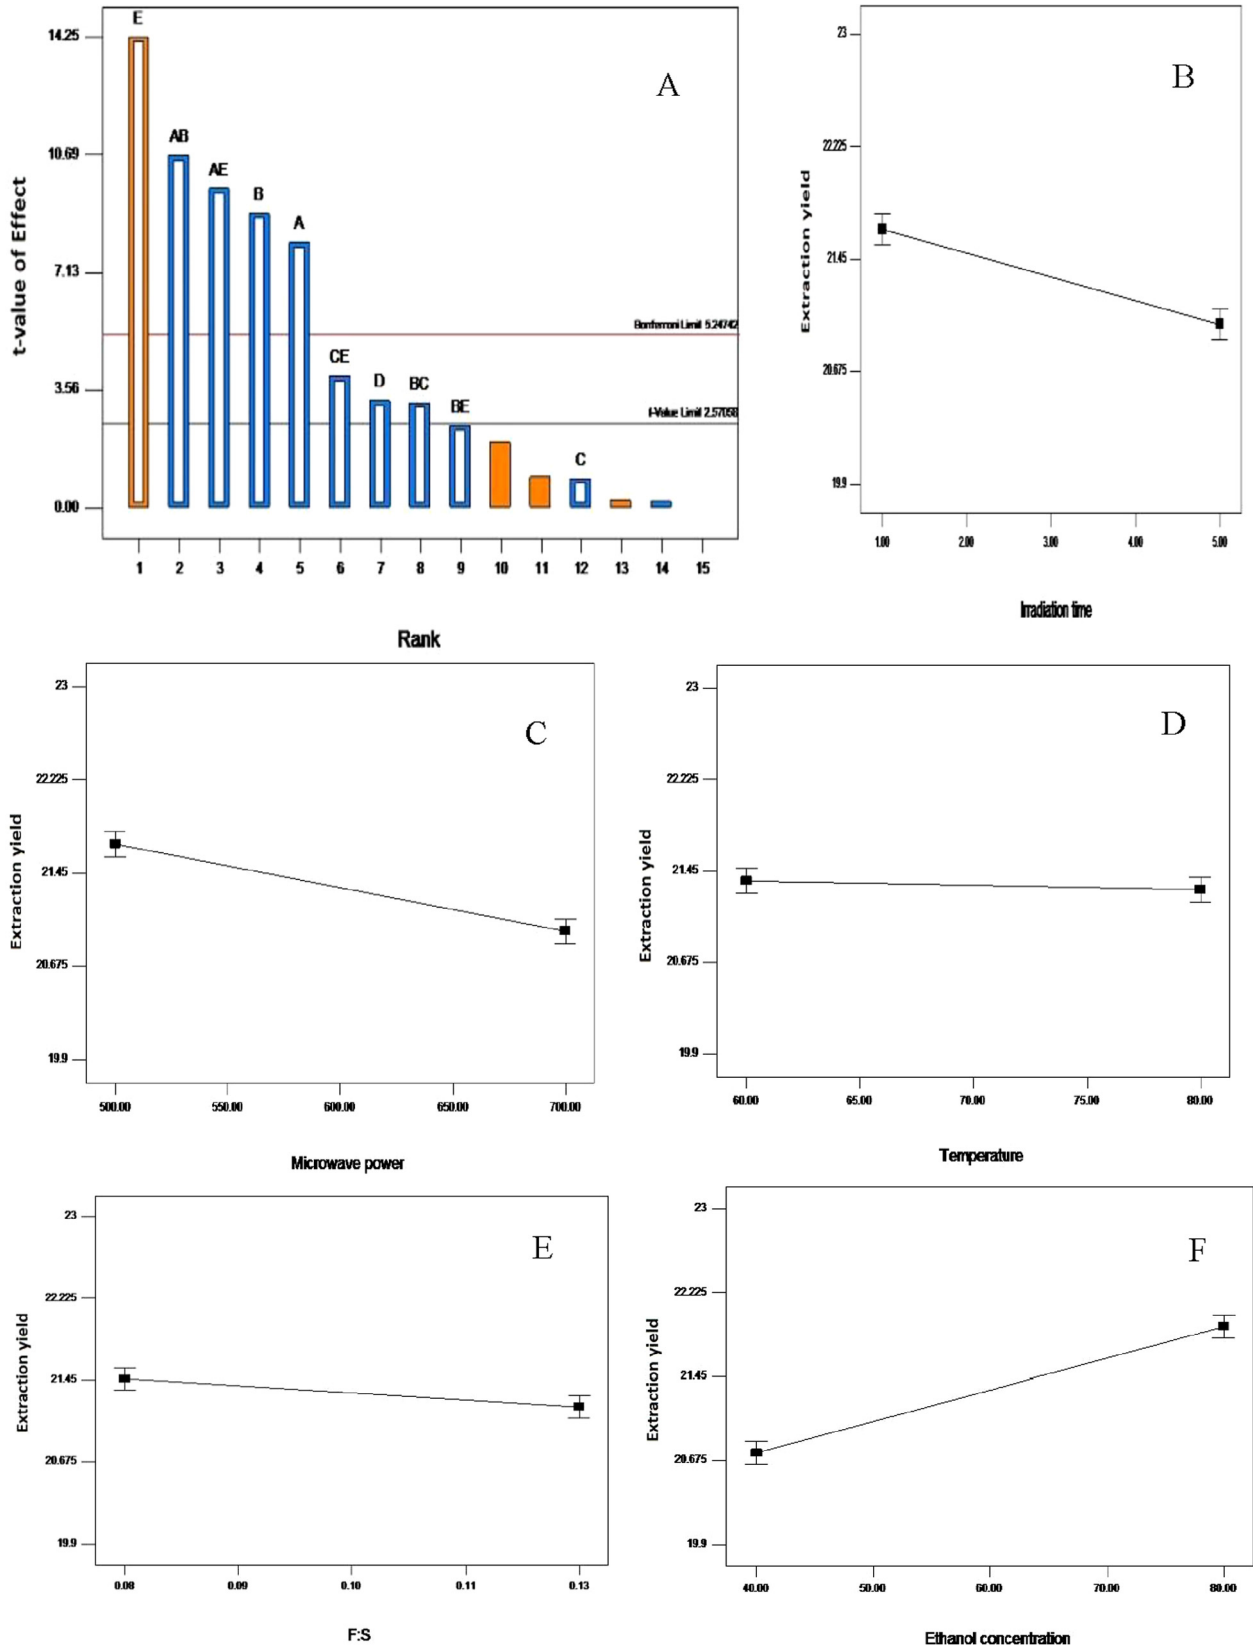 A
t-value of Effect
14.25
10.69
7.13
3.56
0.00
E
AB
AE
B
A
CE
D
BC
BE
C
Bonferroni Limit 5.24742
t-Value Limit 2.57058
1 2 3 4 5 6 7 8 9 10 11 12 13 14 15
Rank
B
Extraction yield
23
22.225
21.45
20.675
19.9
1.00 2.00 3.00 4.00 5.00
Irradiation time
C
Extraction yield
23
22.225
21.45
20.675
19.9
500.00 550.00 600.00 650.00 700.00
Microwave power
D
Extraction yield
23
22.225
21.45
20.675
19.9
60.00 65.00 70.00 75.00 80.00
Temperature
E
Extraction yield
23
22.225
21.45
20.675
19.9
0.08 0.09 0.10 0.11 0.13
F:S
F
Extraction yield
23
22.225
21.45
20.675
19.9
40.00 50.00 60.00 70.00 80.00
Ethanol concentration